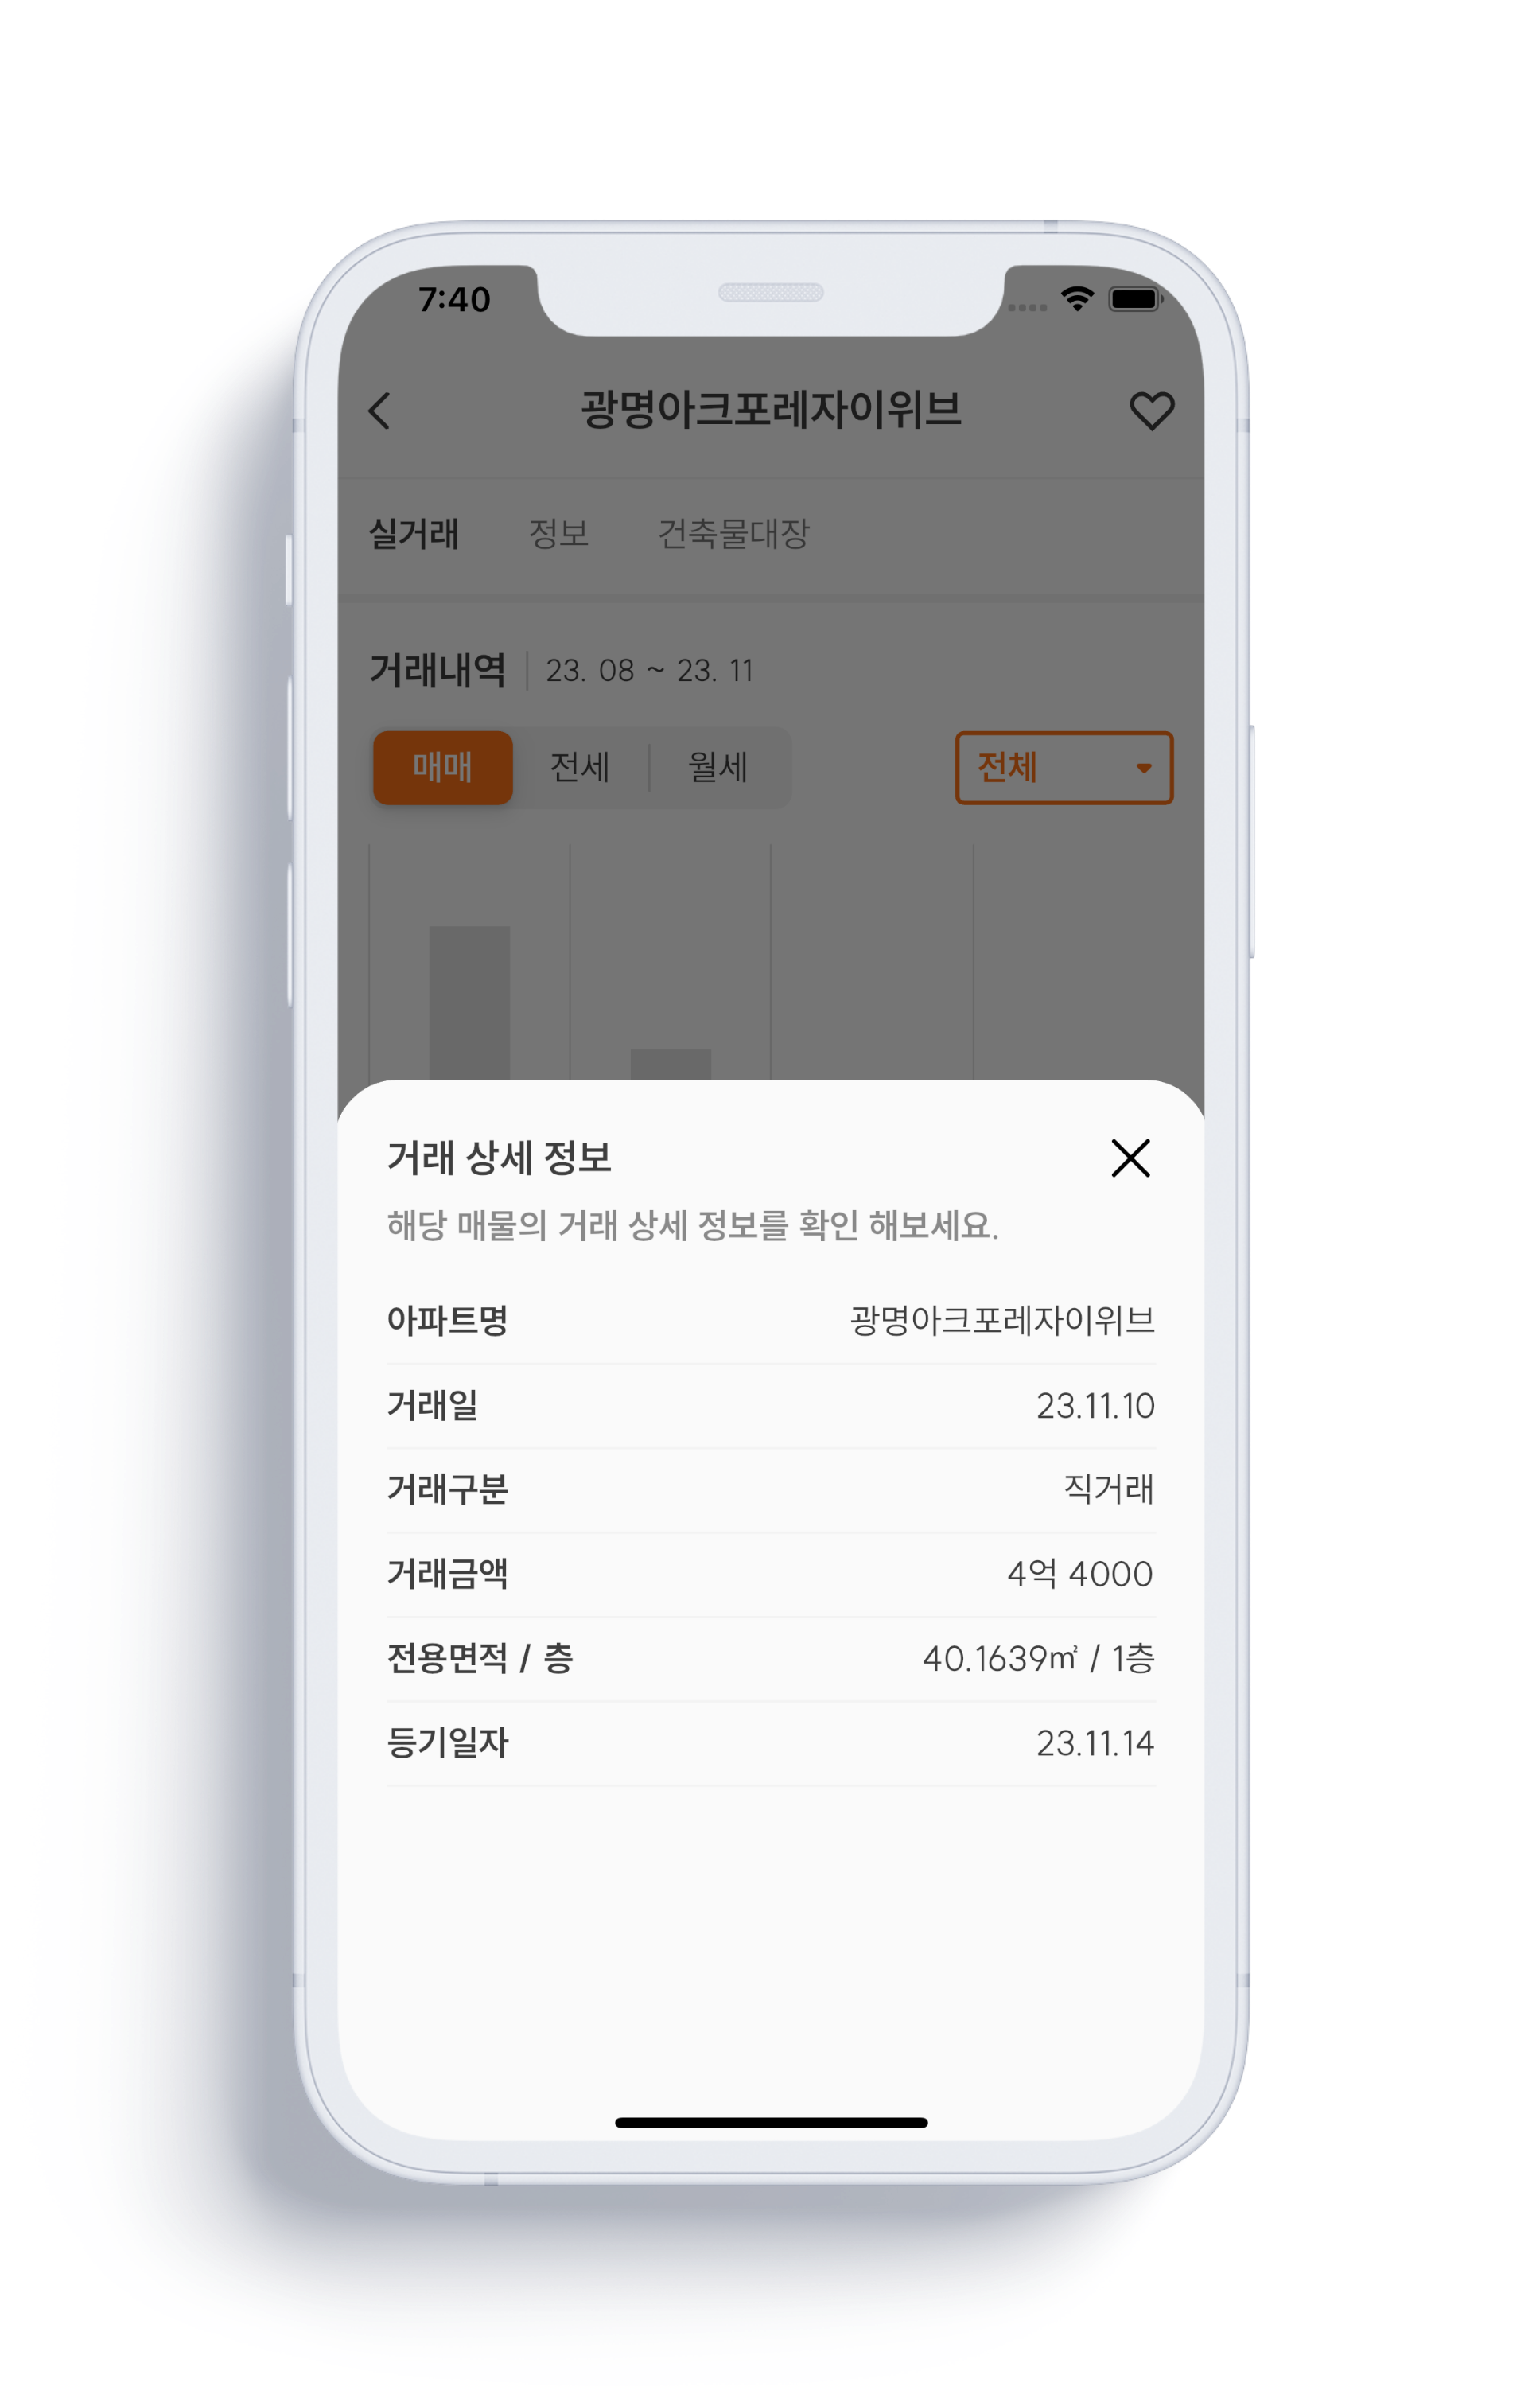 7:40
광명아크포레자이위브
실거래 정보 건축물대장
거래내역 23. 08 ~ 23. 11
매매 전세 월세 전체
거래 상세 정보
해당 매물의 거래 상세 정보를 확인 해보세요.
아파트명 광명아크포레자이위브
거래일 23.11.10
거래구분 직거래
거래금액 4억 4000
전용면적 / 층 40.1639㎡ / 1층
등기일자 23.11.14